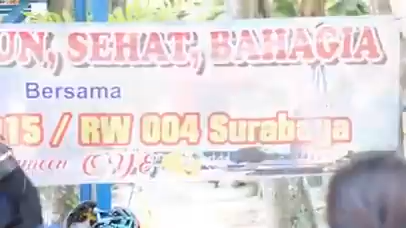 UN., SEHAT, BAHAGIA
Bersama
15 / RW 004 Surabaya